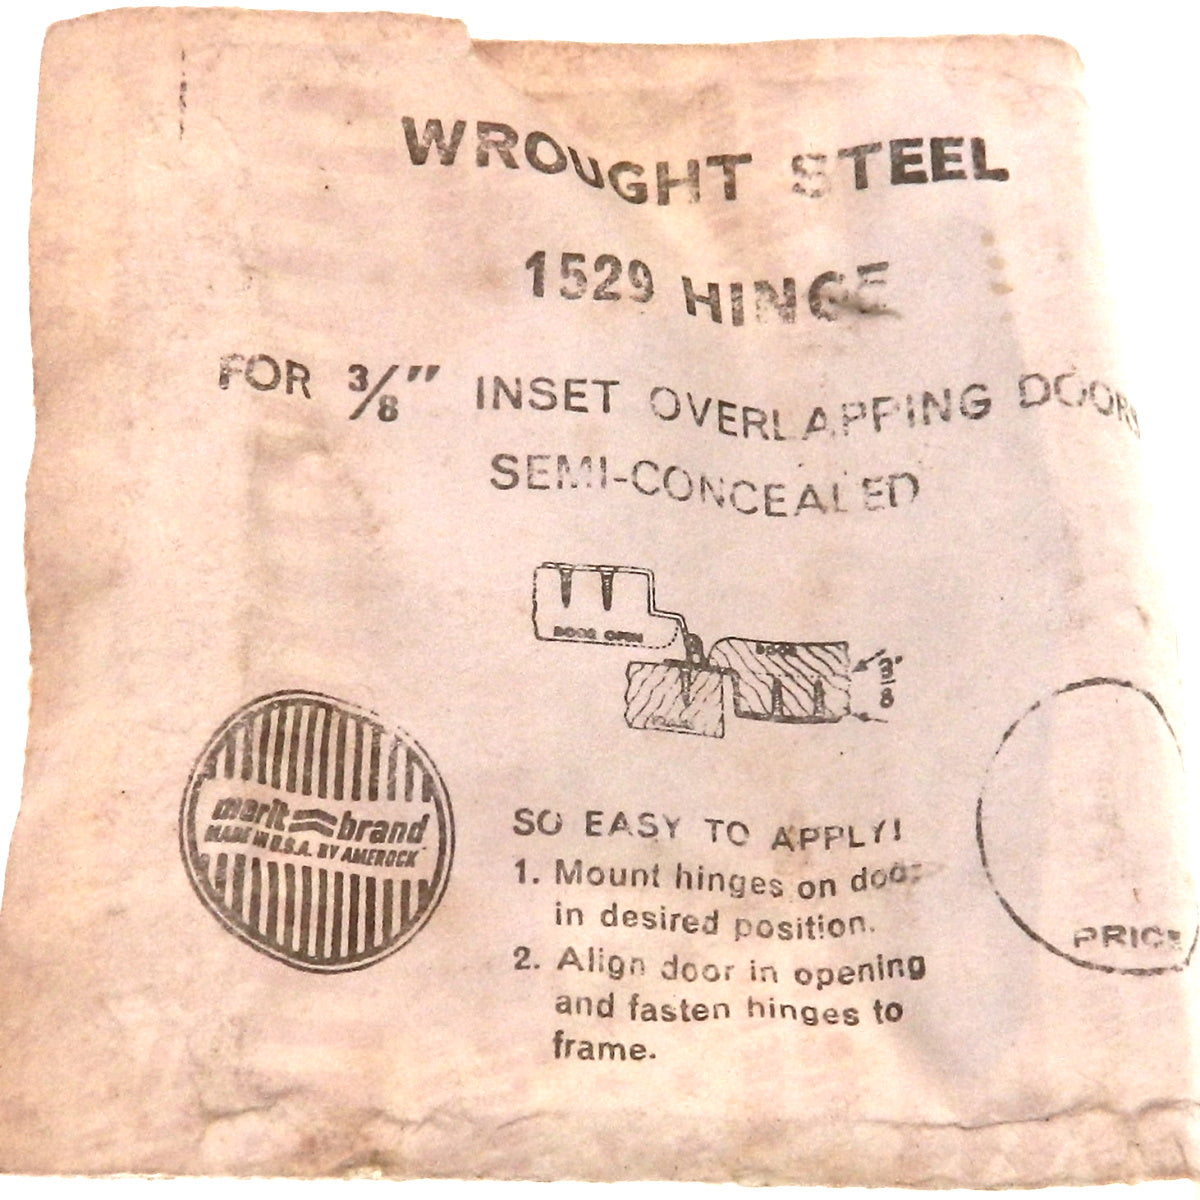 WROUGHT STEEL
1529 HINGE
FOR 3/8" INSET OVERLAPPING DOORS
SEMI-CONCEALED
DOOR OPEN
DOOR
3"
8
merit brand
MADE IN U.S.A. BY AMEROCK
SO EASY TO APPLY!
1. Mount hinges on door
in desired position.
2. Align door in opening
and fasten hinges to
frame.
PRICE